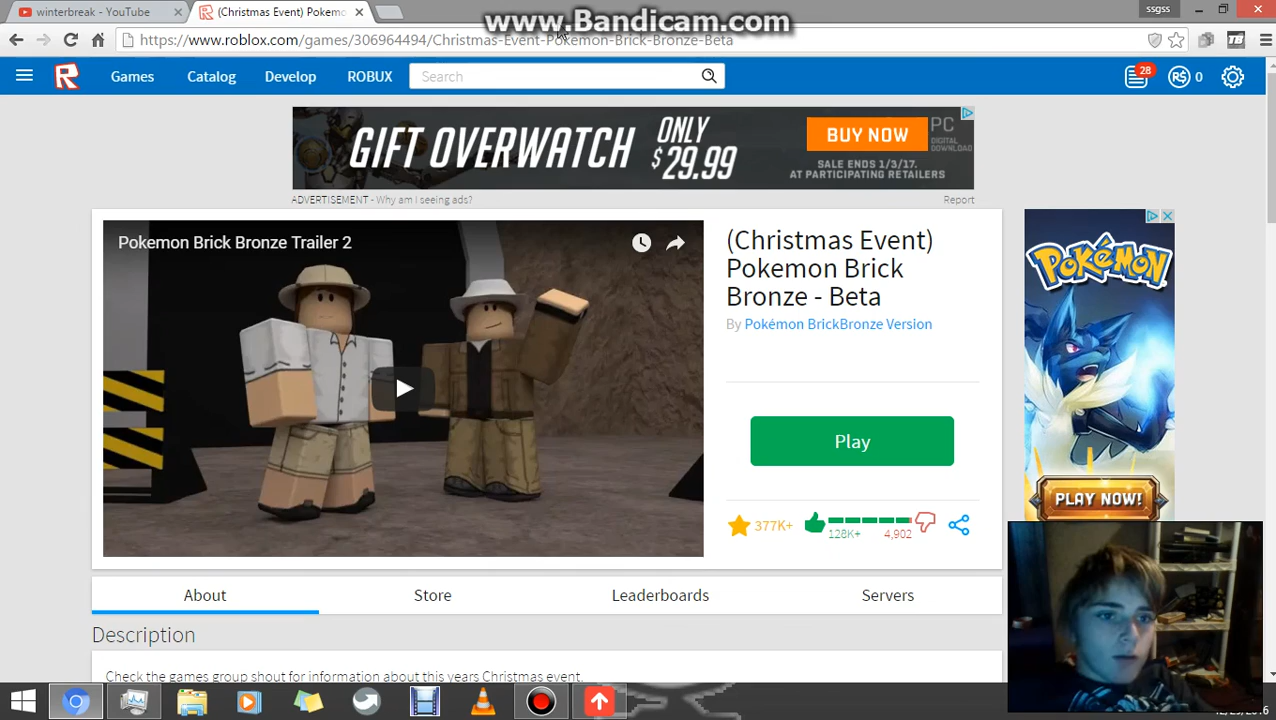 winterbreak - YouTube
(Christmas Event) Pokemo
ssgss
www.Bandicam.com
https://www.roblox.com/games/306964494/Christmas-Event-Pokemon-Brick-Bronze-Beta
TB
Games
Catalog
Develop
ROBUX
Search
28
R$ 0
GIFT OVERWATCH
ONLY
$29.99
BUY NOW
PC
DIGITAL
DOWNLOAD
SALE ENDS 1/3/17.
AT PARTICIPATING RETAILERS
ADVERTISEMENT - Why am I seeing ads?
Report
Pokemon Brick Bronze Trailer 2
(Christmas Event)
Pokemon Brick
Bronze - Beta
By Pokémon BrickBronze Version
Play
377K+
128K+
4,902
POKéMON
PLAY NOW!
About
Store
Leaderboards
Servers
Description
Check the games group shout for information about this years Christmas event.